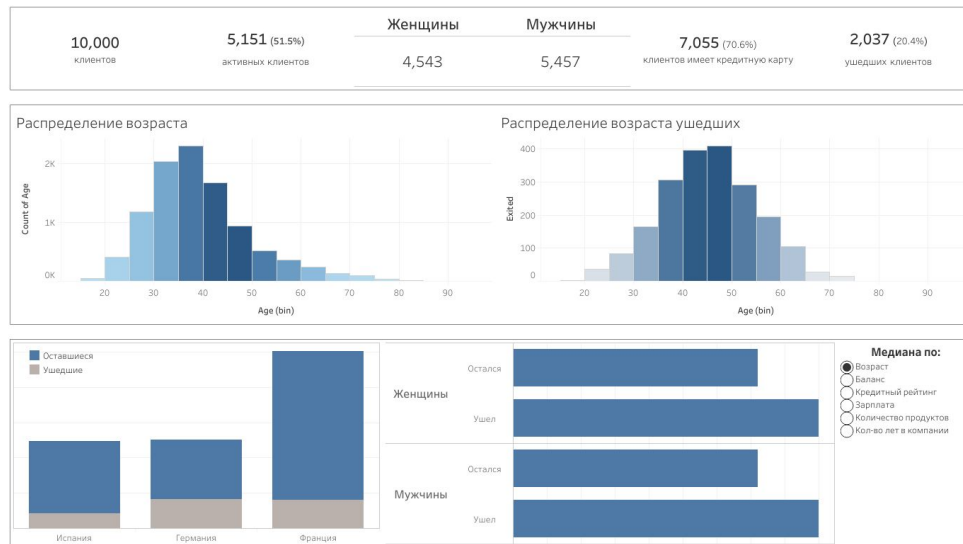 10,000
клиентов
5,151 (51.5%)
активных клиентов
Женщины Мужчины
4,543 5,457
7,055 (70.6%)
клиентов имеет кредитную карту
2,037 (20.4%)
ушедших клиентов
Распределение возраста
Count of Age
2K
1K
0K
20 30 40 50 60 70 80 90
Age (bin)
Распределение возраста ушедших
Exited
400
300
200
100
0
20 30 40 50 60 70 80 90
Age (bin)
Оставшиеся
Ушедшие
Испания Германия Франция
Женщины
Остался
Ушел
Мужчины
Остался
Ушел
Медиана по:
Возраст
Баланс
Кредитный рейтинг
Зарплата
Количество продуктов
Кол-во лет в компании